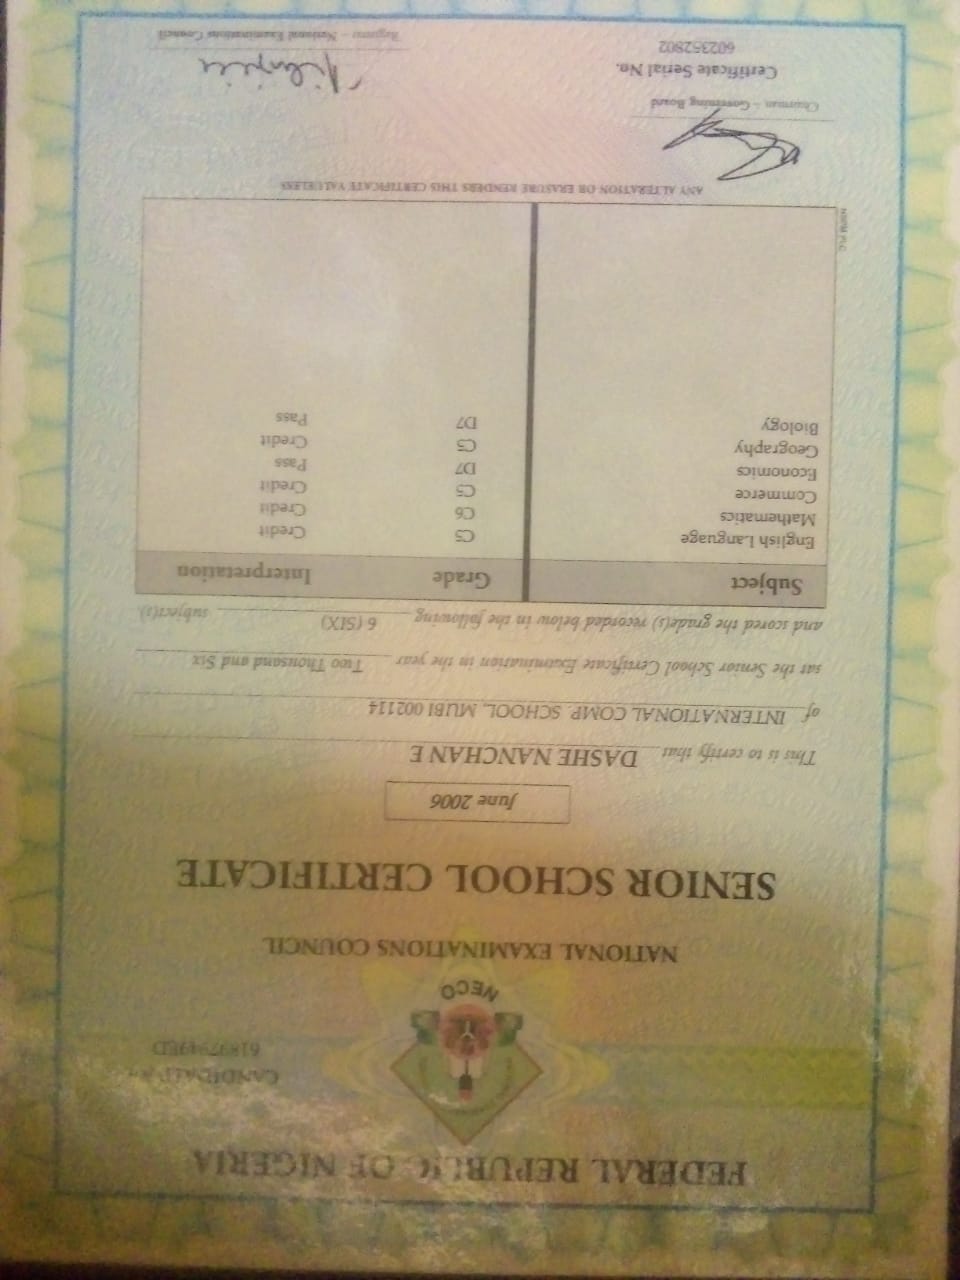 FEDERAL REPUBLIC OF NIGERIA
CANDIDATE
NECO
NATIONAL EXAMINATIONS COUNCIL
SENIOR SCHOOL CERTIFICATE
June 2006
This is to certify that DASHE NANCHAN E
of INTERNATIONAL COMP. SCHOOL, MUBI 002114
sat the Senior School Certificate Examination in the year Two Thousand and Six
and scored the grade(s) recorded below in the following 6 (SIX) subject(s)
Subject Grade Interpretation
English Language C5 Credit
Mathematics C6 Credit
Commerce C5 Credit
Economics D7 Pass
Geography C5 Credit
Biology D7 Pass
NSPM PLC
ANY ALTERATION OR ERASURE RENDERS THIS CERTIFICATE VALUELESS
Chairman – Governing Board
Certificate Serial No.
602352802
Registrar – National Examinations Council